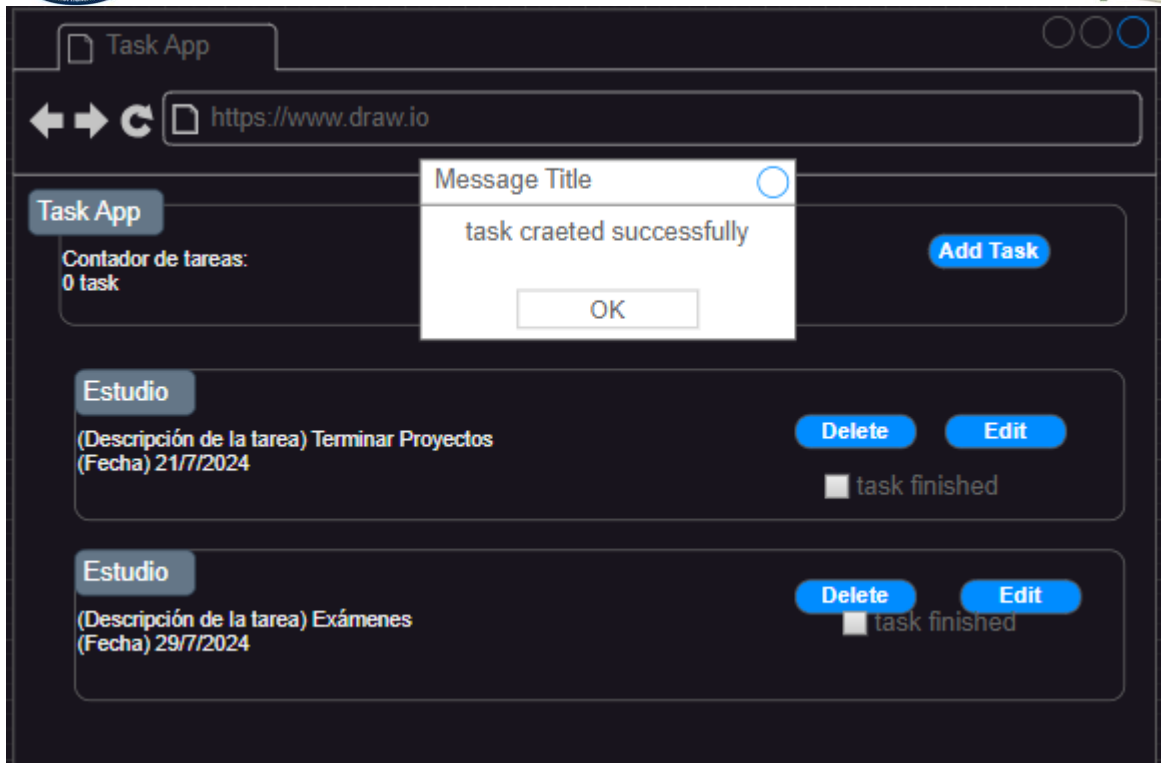 Task App
https://www.draw.io
Message Title
task craeted successfully
OK
Task App
Contador de tareas:
0 task
Add Task
Estudio
(Descripción de la tarea) Terminar Proyectos
(Fecha) 21/7/2024
Delete Edit
task finished
Estudio
(Descripción de la tarea) Exámenes
(Fecha) 29/7/2024
Delete Edit
task finished